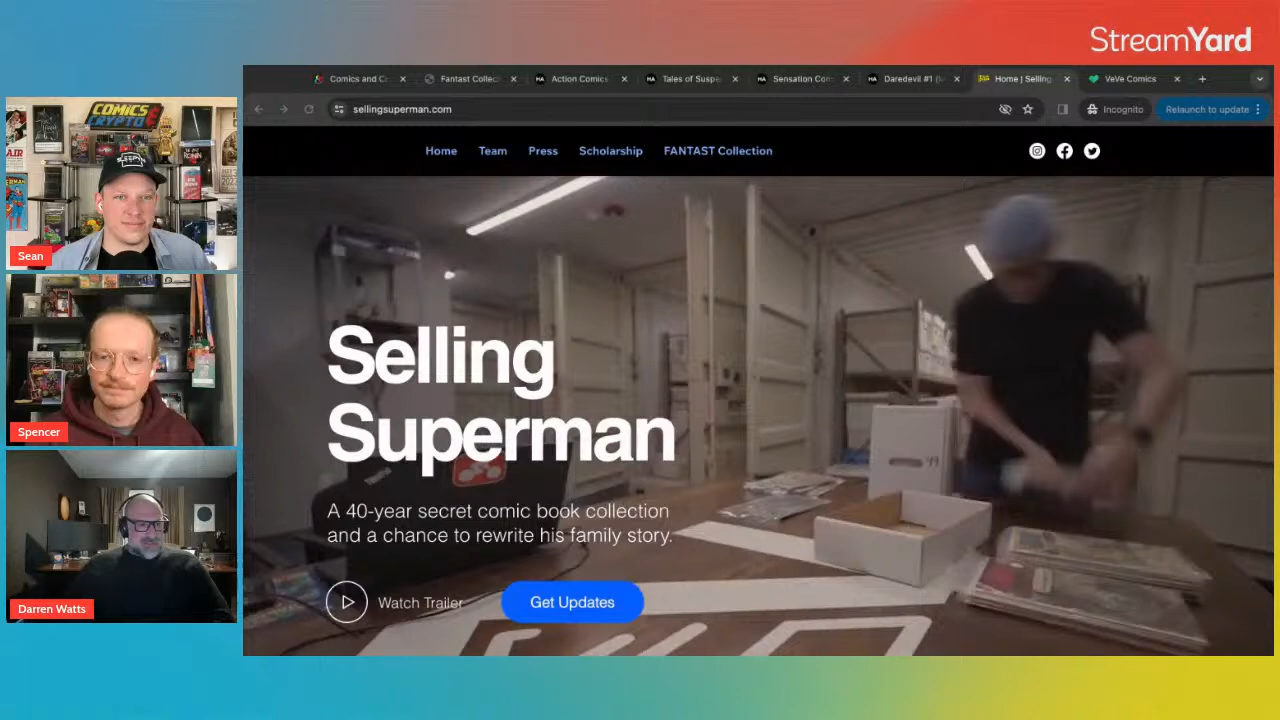 StreamYard
Comics and C
Fantast Collec
Action Comics
Tales of Suspe
Sensation Com
Daredevil #1 (
Home | Selling
VeVe Comics
sellingsuperman.com
Incognito
Relaunch to update
Home
Team
Press
Scholarship
FANTAST Collection
COMICS
CRYPTO
Sean
Spencer
Darren Watts
Selling
Superman
A 40-year secret comic book collection
and a chance to rewrite his family story.
Watch Trailer
Get Updates